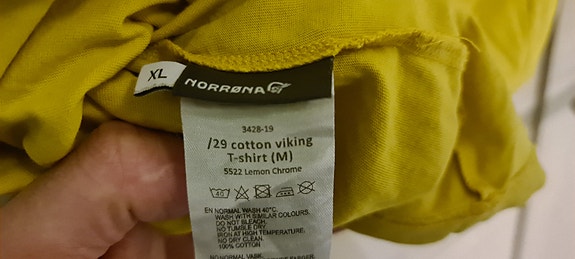 XL
NORRØNA
3428-19
/29 cotton viking
T-shirt (M)
5522 Lemon Chrome
40
EN NORMAL WASH 40°C.
WASH WITH SIMILAR COLOURS.
DO NOT BLEACH.
NO TUMBLE DRY
IRON AT HIGH TEMPERATURE.
NO DRY CLEAN.
100% COTTON